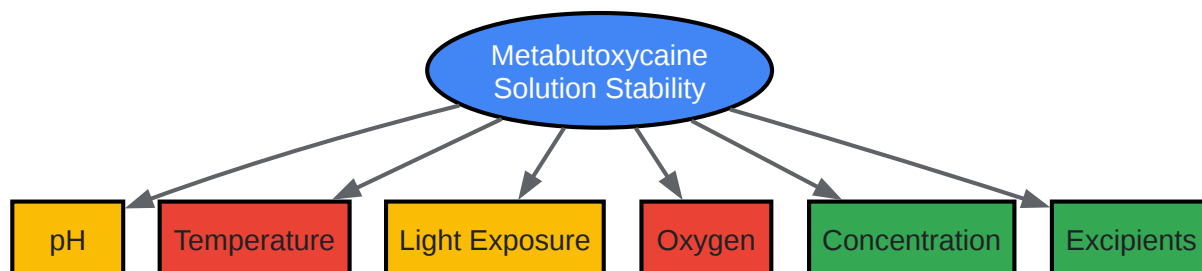 Metabutoxycaine
Solution Stability
pH
Temperature
Light Exposure
Oxygen
Concentration
Excipients